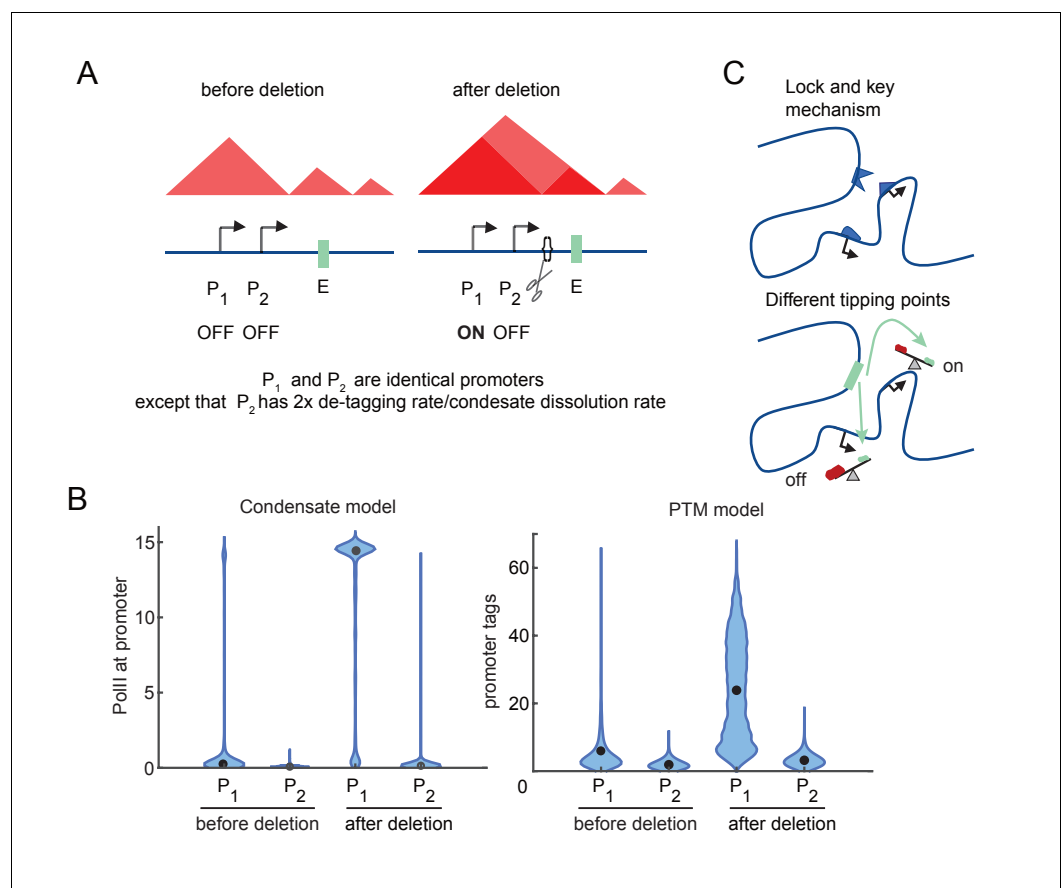 A
before deletion
after deletion
P1 P2 E
P1 P2 E
OFF OFF
ON OFF
P1 and P2 are identical promoters
except that P2 has 2x de-tagging rate/condesate dissolution rate
C
Lock and key
mechanism
Different tipping points
on
off
B
Condensate model
PolII at promoter
15
10
5
0
P1 P2 P1 P2
before deletion after deletion
PTM model
promoter tags
60
40
20
0
P1 P2 P1 P2
before deletion after deletion